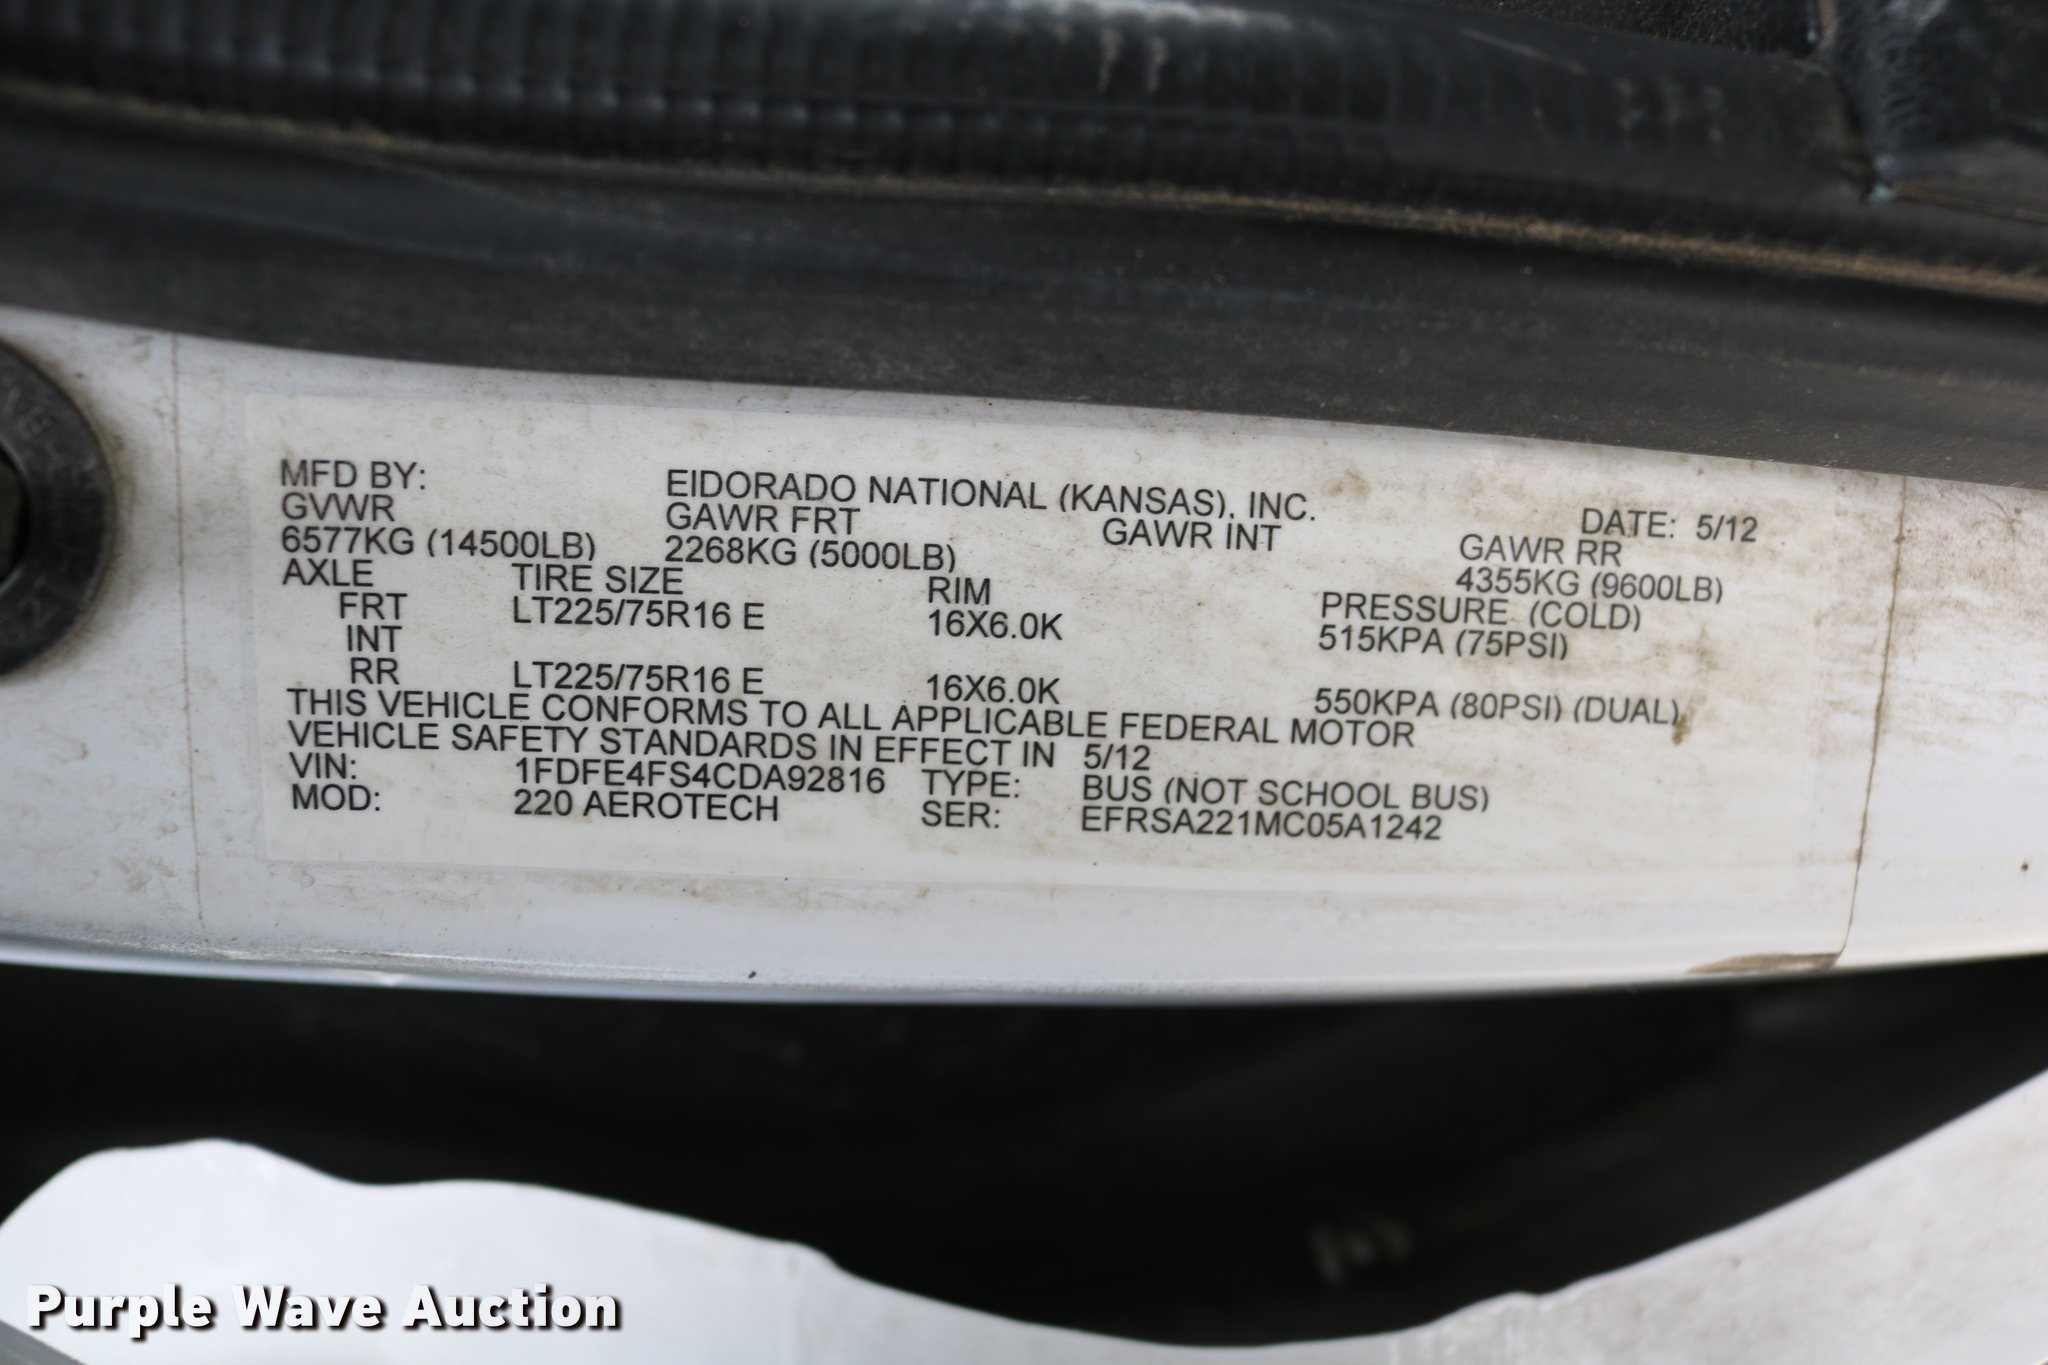 MFD BY: EIDORADO NATIONAL (KANSAS), INC. DATE: 5/12
GVWR GAWR FRT GAWR INT GAWR RR
6577KG (14500LB) 2268KG (5000LB) 4355KG (9600LB)
AXLE TIRE SIZE RIM PRESSURE (COLD)
FRT LT225/75R16 E 16X6.0K 515KPA (75PSI)
INT
RR LT225/75R16 E 16X6.0K 550KPA (80PSI) (DUAL)
THIS VEHICLE CONFORMS TO ALL APPLICABLE FEDERAL MOTOR
VEHICLE SAFETY STANDARDS IN EFFECT IN 5/12
VIN: 1FDFE4FS4CDA92816 TYPE: BUS (NOT SCHOOL BUS)
MOD: 220 AEROTECH SER: EFRSA221MC05A1242
Purple Wave Auction